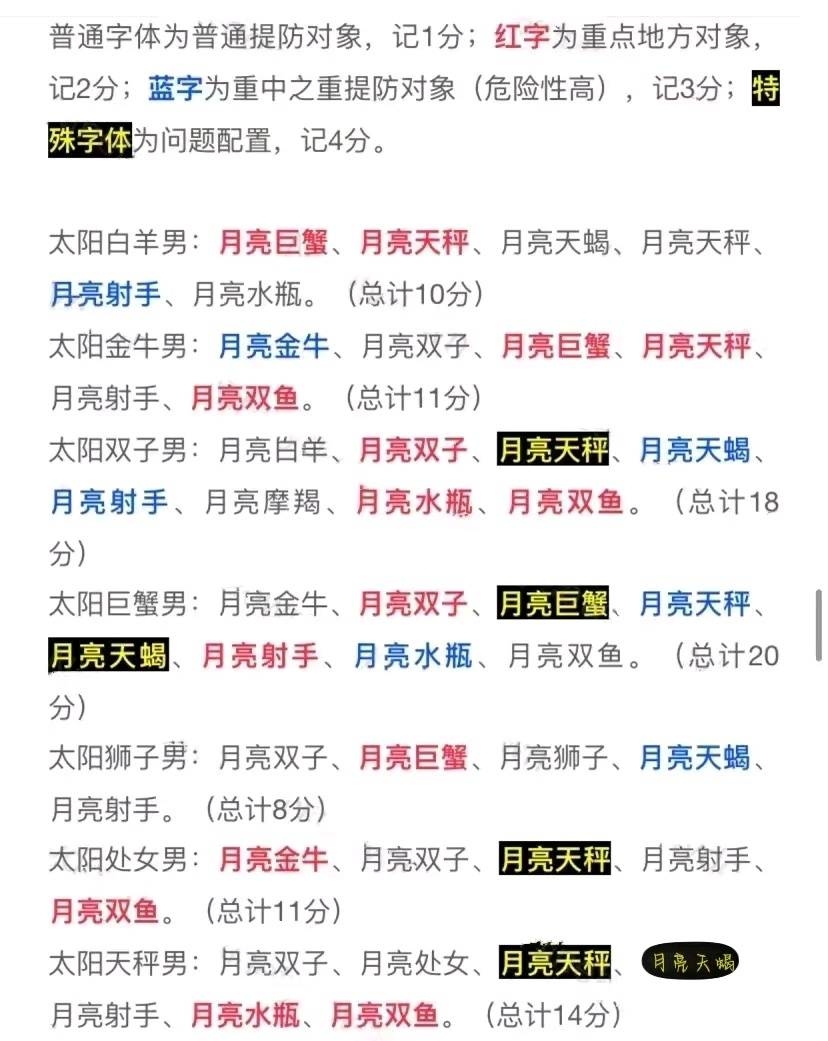 普通字体为普通提防对象，记1分；红字为重点地方对象，
记2分；蓝字为重中之重提防对象（危险性高），记3分；特
殊字体为问题配置，记4分。
太阳白羊男：月亮巨蟹、月亮天秤、月亮天蝎、月亮天秤、
月亮射手、月亮水瓶。（总计10分）
太阳金牛男：月亮金牛、月亮双子、月亮巨蟹、月亮天秤、
月亮射手、月亮双鱼。（总计11分）
太阳双子男：月亮白羊、月亮双子、月亮天秤、月亮天蝎、
月亮射手、月亮摩羯、月亮水瓶、月亮双鱼。（总计18
分）
太阳巨蟹男：月亮金牛、月亮双子、月亮巨蟹、月亮天秤、
月亮天蝎、月亮射手、月亮水瓶、月亮双鱼。（总计20
分）
太阳狮子男：月亮双子、月亮巨蟹、月亮狮子、月亮天蝎、
月亮射手。（总计8分）
太阳处女男：月亮金牛、月亮双子、月亮天秤、月亮射手、
月亮双鱼。（总计11分）
太阳天秤男：月亮双子、月亮处女、月亮天秤、月亮天蝎
月亮射手、月亮水瓶、月亮双鱼。（总计14分）